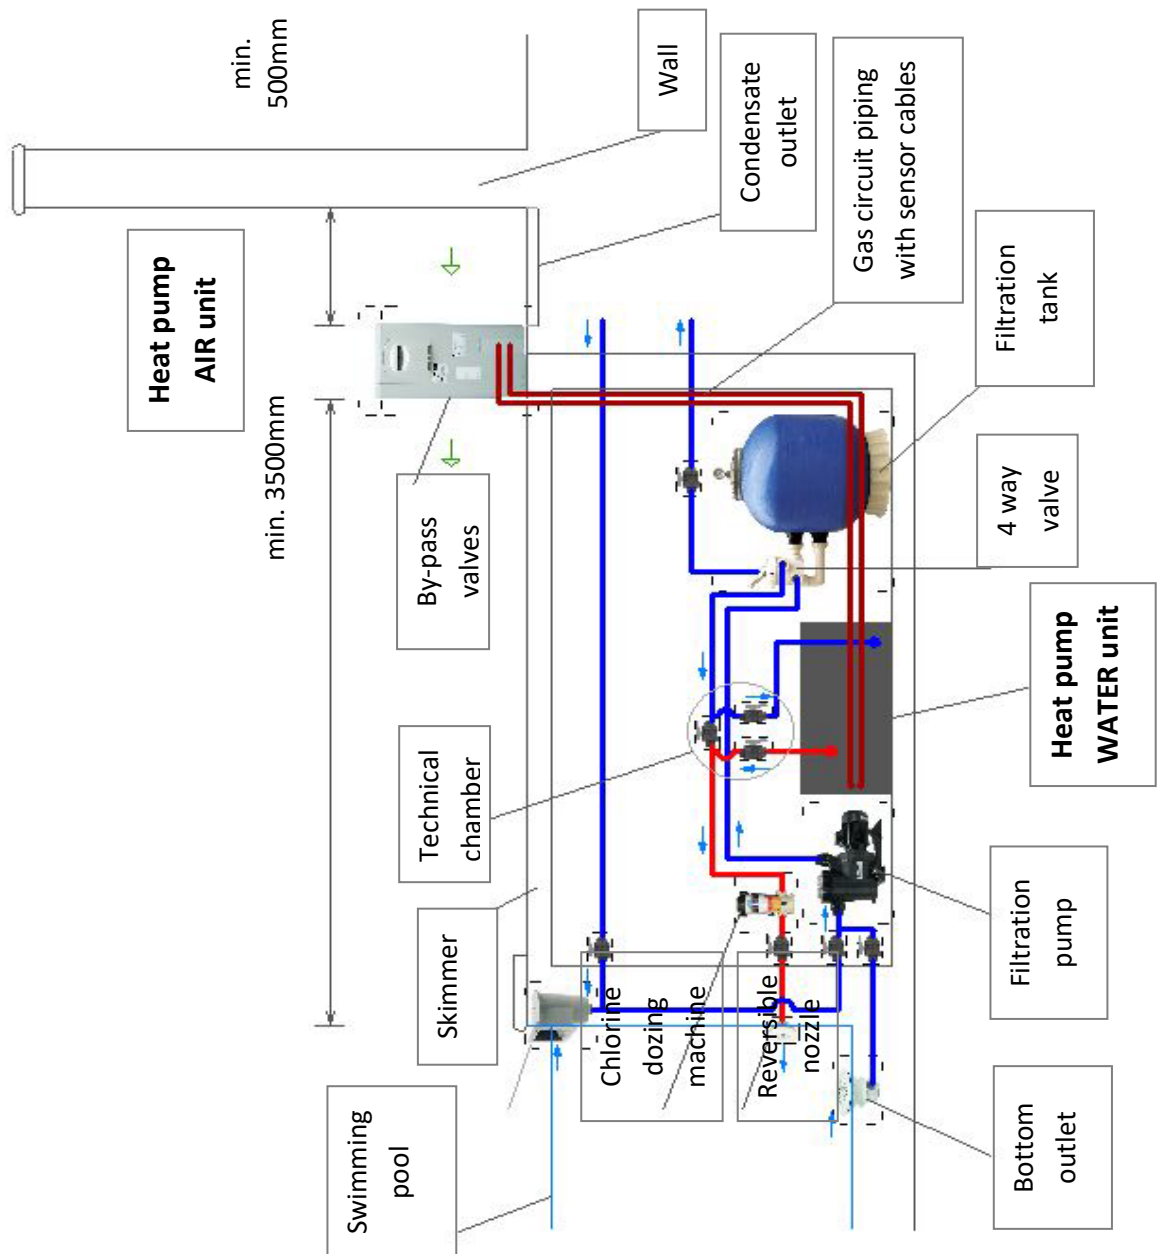 min.
500mm
Wall
Condensate
outlet
Gas circuit piping
with sensor cables
Heat pump
AIR unit
Filtration
tank
min. 3500mm
By-pass
valves
4 way
valve
Heat pump
WATER unit
Technical
chamber
Skimmer
Filtration
pump
Chlorine
dozing
machine
Reversible
nozzle
Swimming
pool
Bottom
outlet